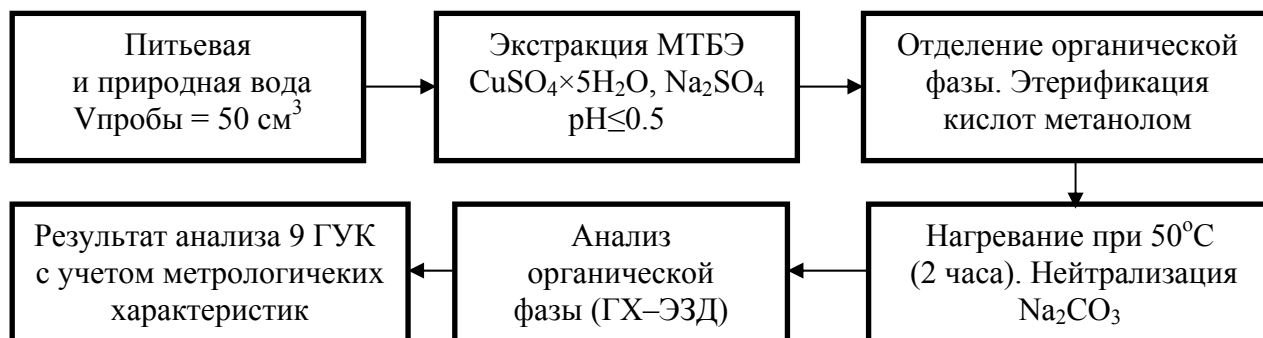 Питьевая
и природная вода
Vпробы = 50 см³
Экстракция МТБЭ
CuSO₄×5H₂O, Na₂SO₄
pH≤0.5
Отделение органической
фазы. Этерификация
кислот метанолом
Нагревание при 50°С
(2 часа). Нейтрализация
Na₂CO₃
Анализ
органической
фазы (ГХ–ЭЗД)
Результат анализа 9 ГУК
с учетом метрологичеких
характеристик